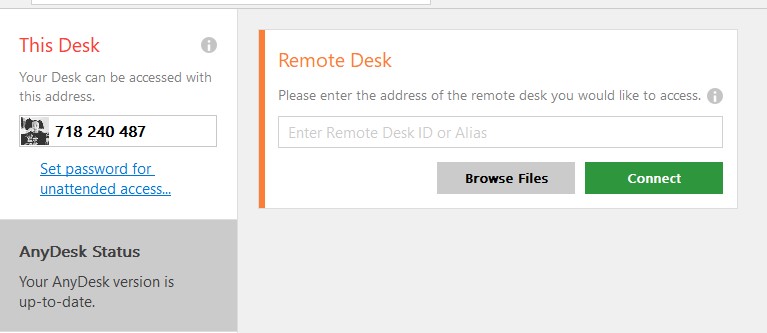 This Desk
Your Desk can be accessed with
this address.
718 240 487
Set password for
unattended access...
AnyDesk Status
Your AnyDesk version is
up-to-date.
Remote Desk
Please enter the address of the remote desk you would like to access.
Enter Remote Desk ID or Alias
Browse Files
Connect